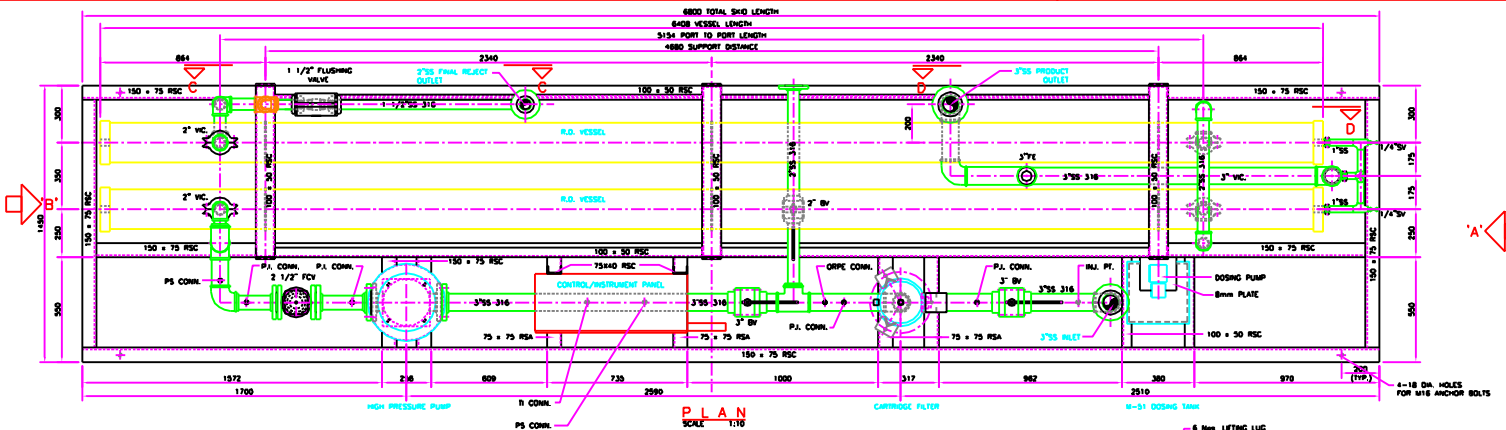 6800 TOTAL SKID LENGTH
6408 VESSEL LENGTH
5154 PORT TO PORT LENGTH
4680 SUPPORT DISTANCE
864
2340
2340
864
1 1/2" FLUSHING
VALVE
2"SS FINAL REJECT
OUTLET
3"SS PRODUCT
OUTLET
C
C
D
D
150 x 75 RSC
100 x 50 RSC
150 x 75 RSC
1 1/2"SS 316
300
350
250
550
1450
300
175
175
250
550
200
2" VIC.
2" VIC.
R.O. VESSEL
R.O. VESSEL
100 x 50 RSC
100 x 50 RSC
100 x 50 RSC
2"SS 316
2"SS 316
3"FE
3"SS 316
3" VIC.
1"SS
1"SS
1/4"SV
1/4"SV
2" BV
'B'
'A'
150 x 75 RSC
150 x 75 RSC
150 x 75 RSC
100 x 50 RSC
150 x 75 RSC
150 x 75 RSC
75X40 RSC
PS CONN.
P.I. CONN.
P.I. CONN.
2 1/2" FCV
CONTROL/INSTRUMENT PANEL
3"SS 316
3"SS 316
3" BV
ORPE CONN.
P.J. CONN.
P.J. CONN.
3" BV
3"SS 316
INJ. PT.
DOSING PUMP
8mm PLATE
3"SS INLET
100 x 50 RSC
75 x 75 RSA
75 x 75 RSA
75 x 75 RSA
150 x 75 RSC
1572
256
609
735
1000
317
962
380
970
200
(TYP.)
1700
2590
2510
4-18 DIA. HOLES
FOR M16 ANCHOR BOLTS
HIGH PRESSURE PUMP
TI CONN.
PS CONN.
CARTRIDGE FILTER
M-51 DOSING TANK
PLAN
SCALE 1:10
6 Nos. LIFTING LUG